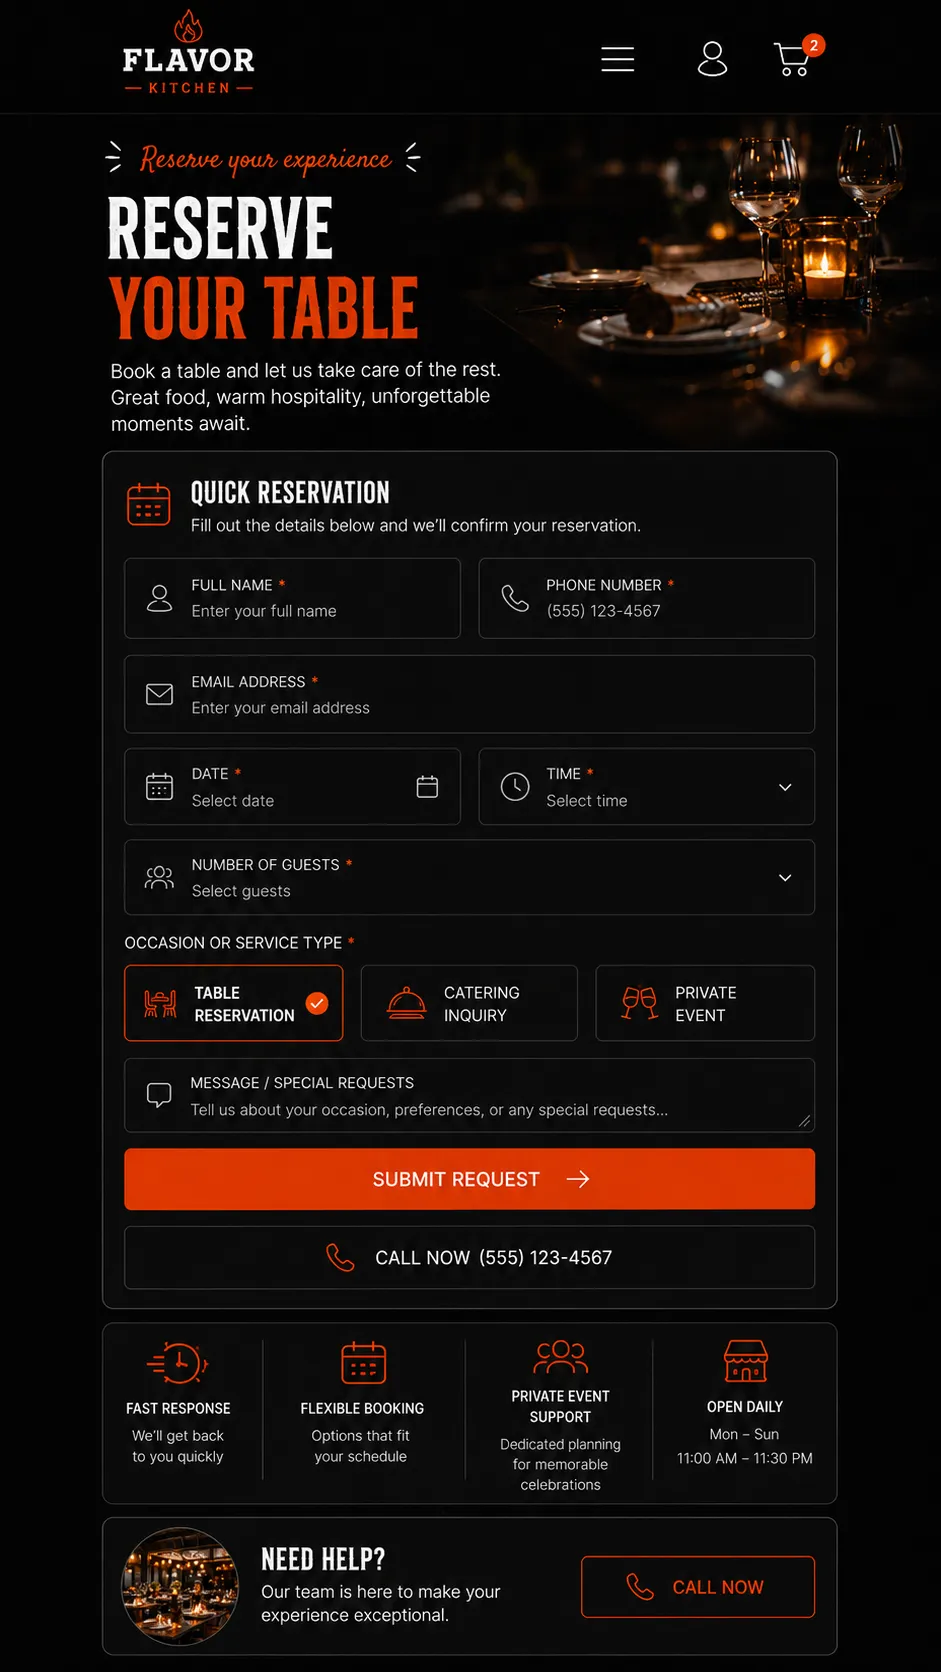 FLAVOR
KITCHEN
2
Reserve your experience
RESERVE
YOUR TABLE
Book a table and let us take care of the rest.
Great food, warm hospitality, unforgettable
moments await.
QUICK RESERVATION
Fill out the details below and we'll confirm your reservation.
FULL NAME *
Enter your full name
PHONE NUMBER *
(555) 123-4567
EMAIL ADDRESS *
Enter your email address
DATE *
Select date
TIME *
Select time
NUMBER OF GUESTS *
Select guests
OCCASION OR SERVICE TYPE *
TABLE
RESERVATION
CATERING
INQUIRY
PRIVATE
EVENT
MESSAGE / SPECIAL REQUESTS
Tell us about your occasion, preferences, or any special requests...
SUBMIT REQUEST
CALL NOW (555) 123-4567
FAST RESPONSE
We'll get back
to you quickly
FLEXIBLE BOOKING
Options that fit
your schedule
PRIVATE EVENT
SUPPORT
Dedicated planning
for memorable
celebrations
OPEN DAILY
Mon – Sun
11:00 AM – 11:30 PM
NEED HELP?
Our team is here to make your
experience exceptional.
CALL NOW